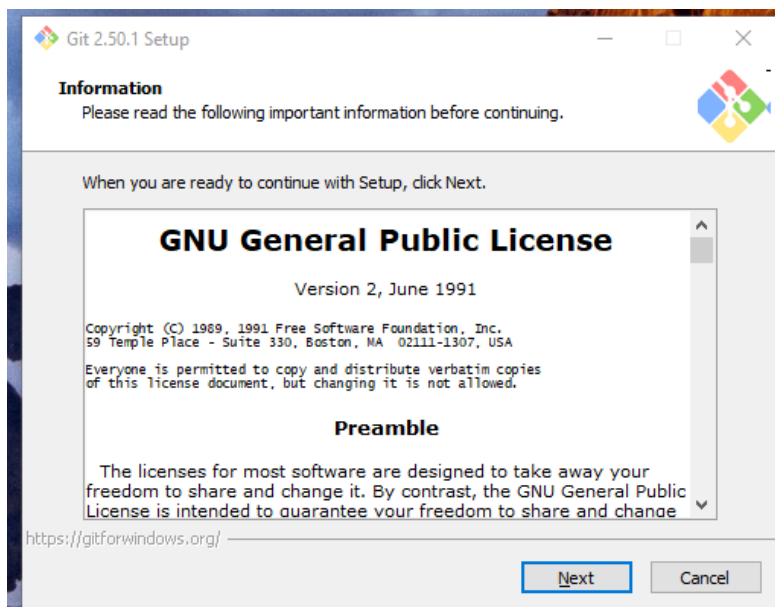 Git 2.50.1 Setup
Information
Please read the following important information before continuing.
When you are ready to continue with Setup, click Next.
GNU General Public License
Version 2, June 1991
Copyright (C) 1989, 1991 Free Software Foundation, Inc.
59 Temple Place - Suite 330, Boston, MA  02111-1307, USA
Everyone is permitted to copy and distribute verbatim copies
of this license document, but changing it is not allowed.
Preamble
The licenses for most software are designed to take away your
freedom to share and change it. By contrast, the GNU General Public
License is intended to guarantee your freedom to share and change
https://gitforwindows.org/
Next
Cancel